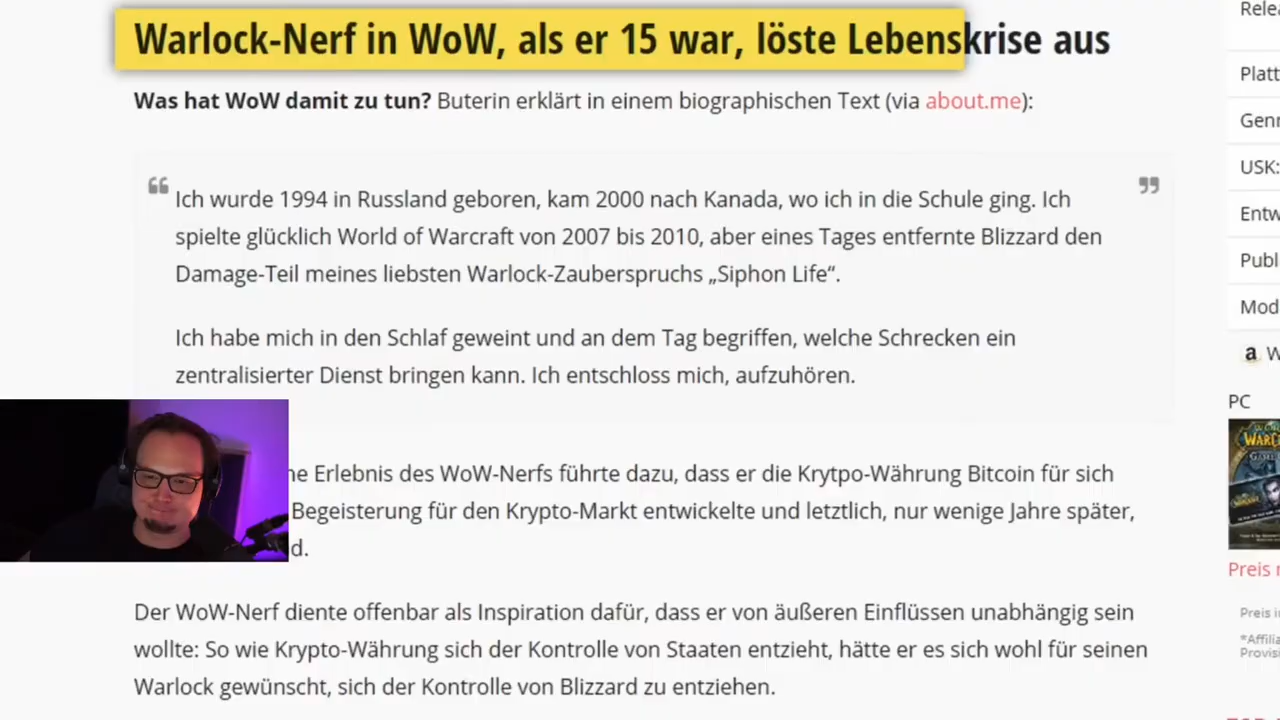 Warlock-Nerf in WoW, als er 15 war, löste Lebenskrise aus
Was hat WoW damit zu tun? Buterin erklärt in einem biographischen Text (via about.me):
“
Ich wurde 1994 in Russland geboren, kam 2000 nach Kanada, wo ich in die Schule ging. Ich
spielte glücklich World of Warcraft von 2007 bis 2010, aber eines Tages entfernte Blizzard den
Damage-Teil meines liebsten Warlock-Zauberspruchs „Siphon Life“.
”
Ich habe mich in den Schlaf geweint und an dem Tag begriffen, welche Schrecken ein
zentralisierter Dienst bringen kann. Ich entschloss mich, aufzuhören.
ne Erlebnis des WoW-Nerfs führte dazu, dass er die Krytpo-Währung Bitcoin für sich
Begeisterung für den Krypto-Markt entwickelte und letztlich, nur wenige Jahre später,
d.
Der WoW-Nerf diente offenbar als Inspiration dafür, dass er von äußeren Einflüssen unabhängig sein
wollte: So wie Krypto-Währung sich der Kontrolle von Staaten entzieht, hätte er es sich wohl für seinen
Warlock gewünscht, sich der Kontrolle von Blizzard zu entziehen.
Relea
Platt
Genr
USK:
Entw
Publ
Mod
a W
PC
Preis
Preis in
*Affilia
Provis